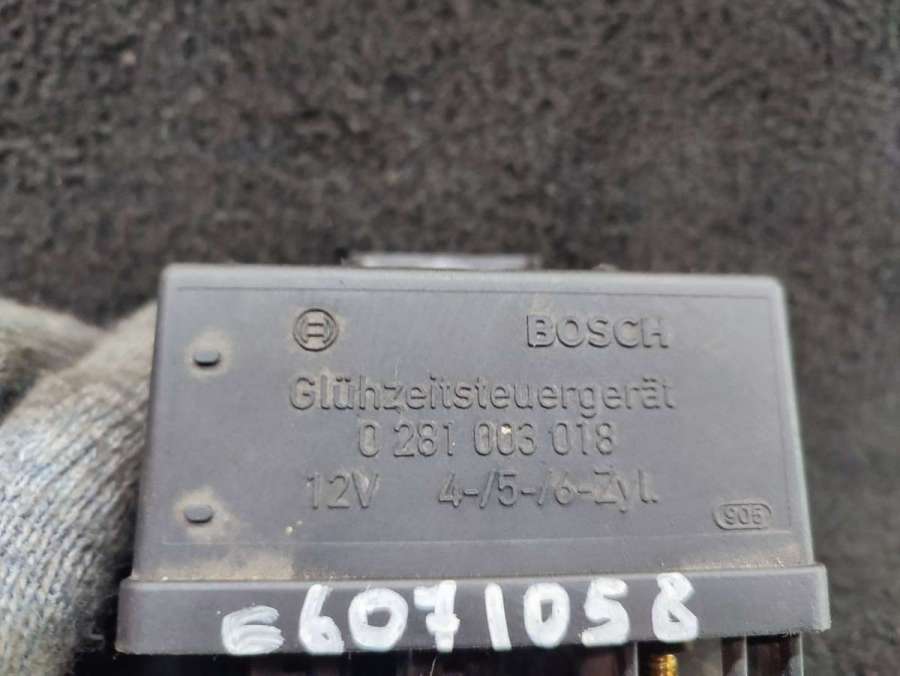 BOSCH
Glühzeitsteuergerät
0 281 003 018
12V 4-/5-/6-Zyl.
905
E6071058